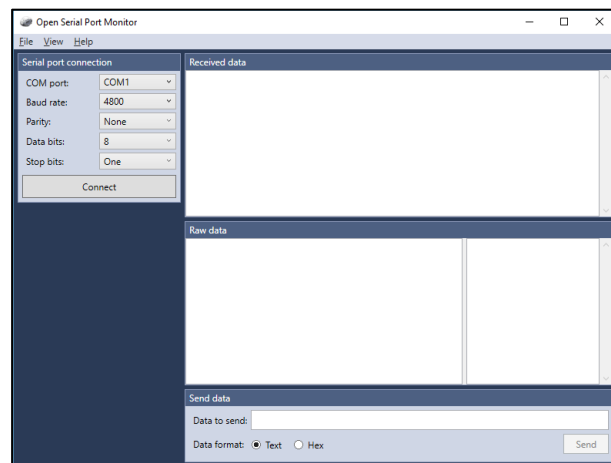 Open Serial Port Monitor
File View Help
Serial port connection
COM port: COM1
Baud rate: 4800
Parity: None
Data bits: 8
Stop bits: One
Connect
Received data
Raw data
Send data
Data to send:
Data format: Text Hex
Send